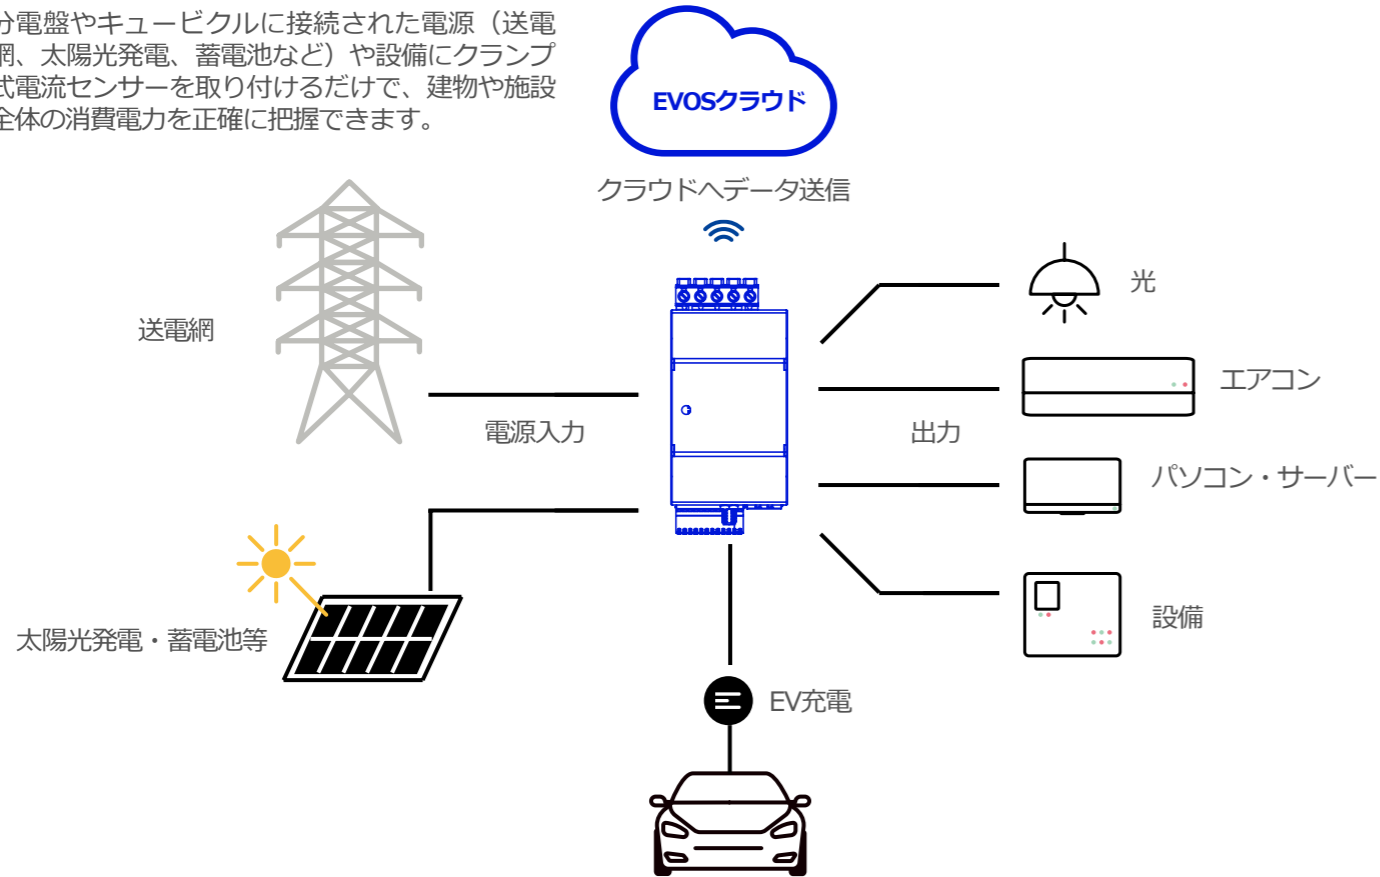 分電盤やキュービクルに接続された電源（送電
網、太陽光発電、蓄電池など）や設備にクランプ
式電流センサーを取り付けるだけで、建物や施設
全体の消費電力を正確に把握できます。
EVOSクラウド
クラウドへデータ送信
送電網
電源入力
出力
光
エアコン
パソコン・サーバー
設備
太陽光発電・蓄電池等
EV充電